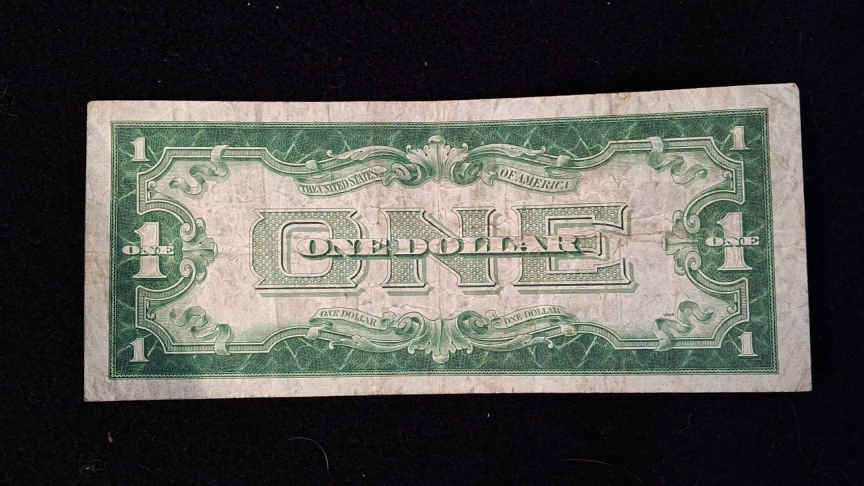 1 1
THE UNITED STATES OF AMERICA
ONE
1 ONE ONE DOLLAR 1 ONE
ONE DOLLAR ONE DOLLAR
1 1